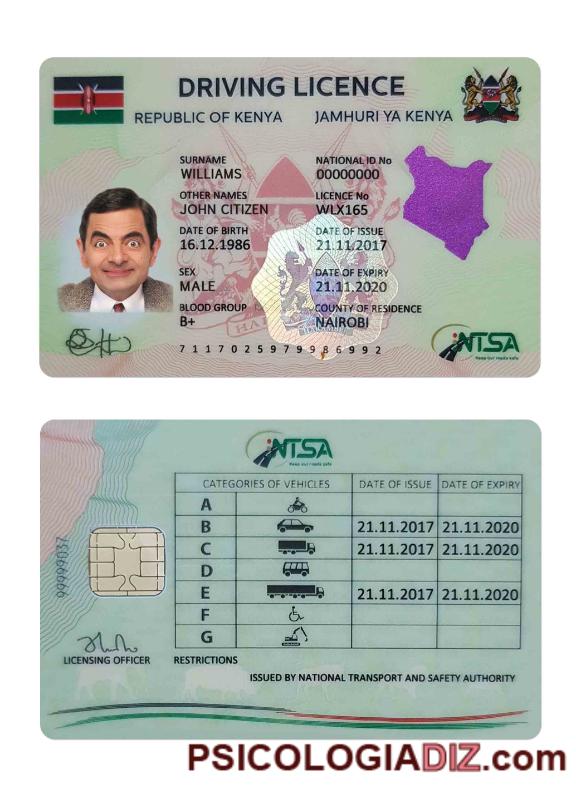 DRIVING LICENCE
REPUBLIC OF KENYA JAMHURI YA KENYA
SURNAME NATIONAL ID No
WILLIAMS 00000000
OTHER NAMES LICENCE No
JOHN CITIZEN WLX165
DATE OF BIRTH DATE OF ISSUE
16.12.1986 21.11.2017
SEX DATE OF EXPIRY
MALE 21.11.2020
BLOOD GROUP COUNTY OF RESIDENCE
B+ NAIROBI
NTSA
Keep our roads safe
7117025979986992
NTSA
Keep our roads safe
CATEGORIES OF VEHICLES DATE OF ISSUE DATE OF EXPIRY
A
B 21.11.2017 21.11.2020
C 21.11.2017 21.11.2020
D
E 21.11.2017 21.11.2020
F
G
99999037
LICENSING OFFICER RESTRICTIONS
ISSUED BY NATIONAL TRANSPORT AND SAFETY AUTHORITY
PSICOLOGIADIZ.com